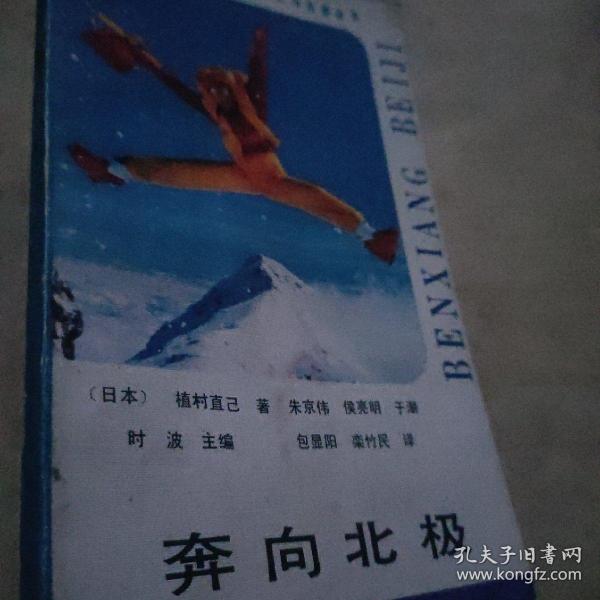 BENXIANG BEIJI
（日本） 植村直己 著 朱京伟 侯亮明 于潮
时 波 主编 包显阳 栾竹民 译
奔向北极
孔夫子旧书网
www.kongfz.com